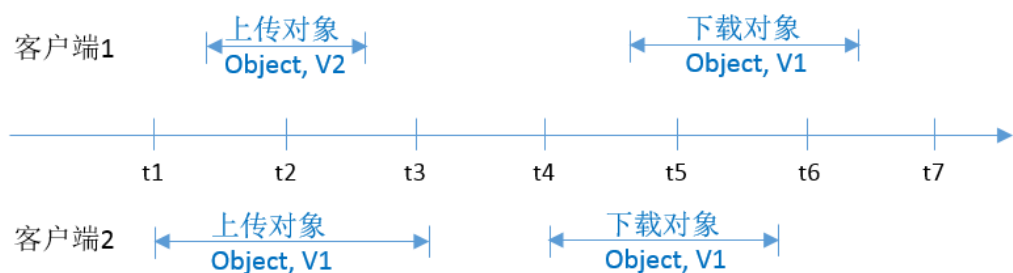 上传对象
下载对象
客户端1
Object, V2
Object, V1
t1 t2 t3 t4 t5 t6 t7
上传对象
下载对象
客户端2
Object, V1
Object, V1